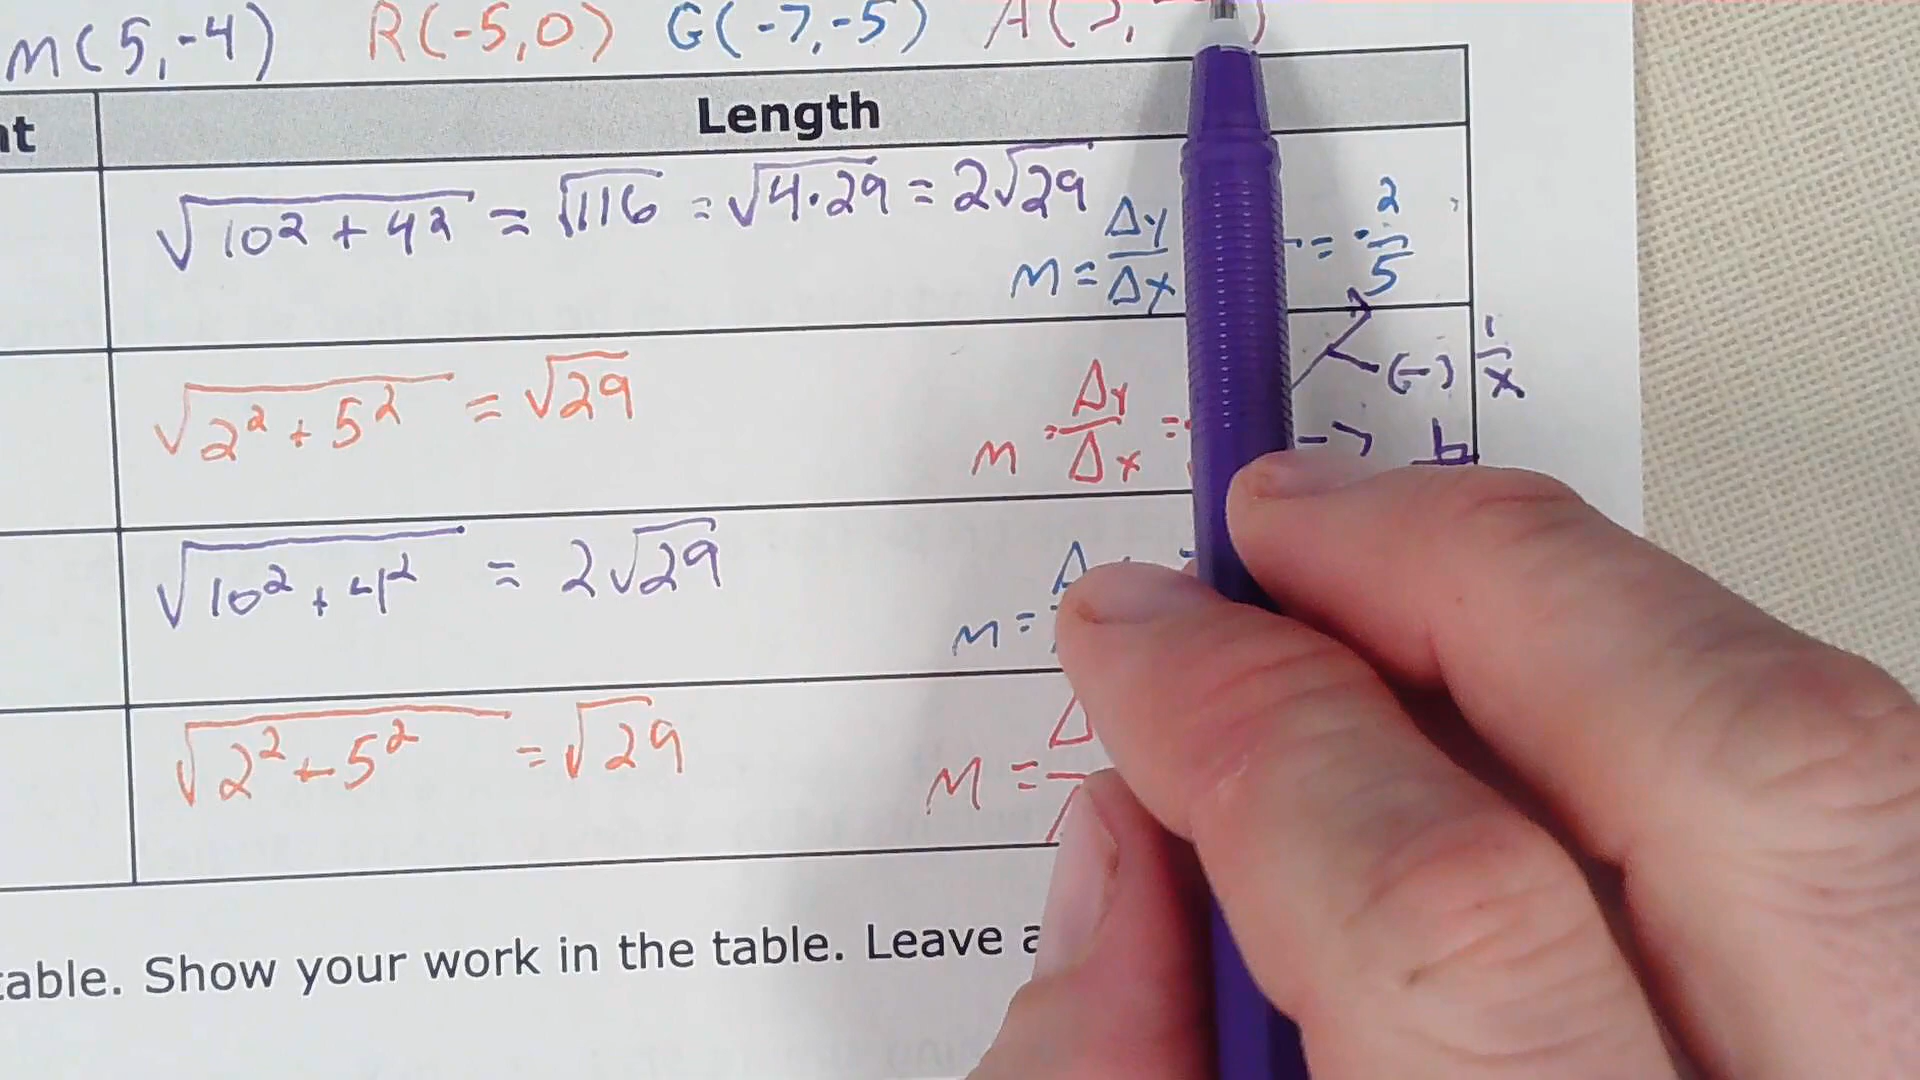 M(5,-4) R(-5,0) G(-7,-5) A(
Length
√10² + 4² = √116 = √4·29 = 2√29
m = Δy/Δx = -2/5
(-) 1/x
√2² + 5² = √29
m = Δy/Δx =
-> b
√10² + 4² = 2√29
m =
√2² + 5² = √29
m =
table. Show your work in the table. Leave